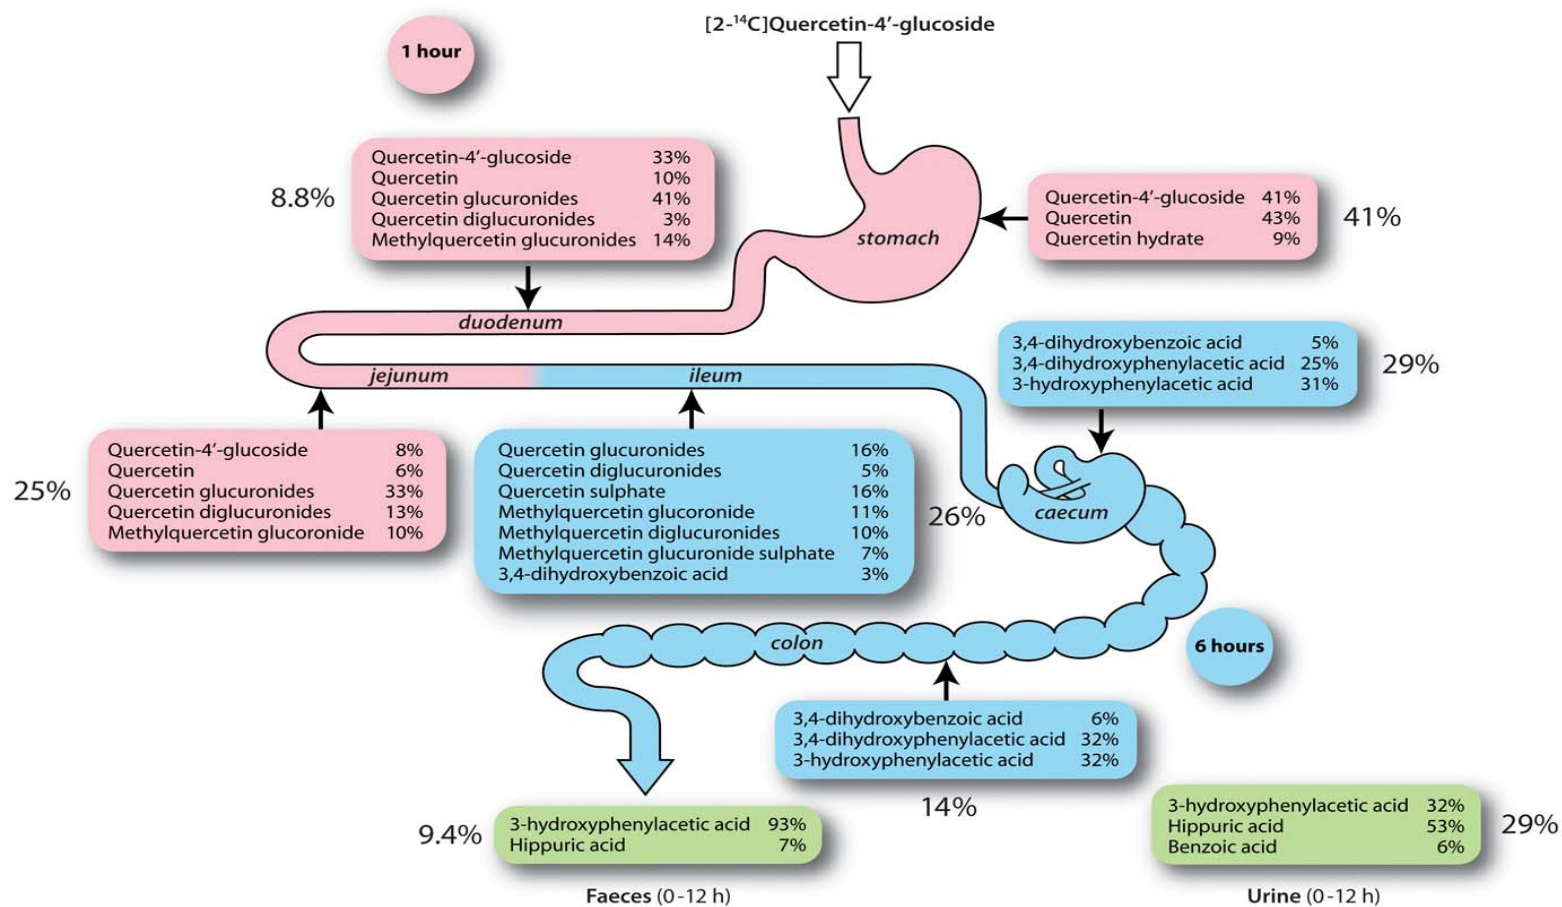 [2-¹⁴C]Quercetin-4’-glucoside
1 hour
8.8%
Quercetin-4’-glucoside 33%
Quercetin 10%
Quercetin glucuronides 41%
Quercetin diglucuronides 3%
Methylquercetin glucuronides 14%
stomach
Quercetin-4’-glucoside 41%
Quercetin 43%
Quercetin hydrate 9%
41%
duodenum
jejunum
ileum
3,4-dihydroxybenzoic acid 5%
3,4-dihydroxyphenylacetic acid 25%
3-hydroxyphenylacetic acid 31%
29%
25%
Quercetin-4’-glucoside 8%
Quercetin 6%
Quercetin glucuronides 33%
Quercetin diglucuronides 13%
Methylquercetin glucoronide 10%
Quercetin glucuronides 16%
Quercetin diglucuronides 5%
Quercetin sulphate 16%
Methylquercetin glucoronide 11%
Methylquercetin diglucuronides 10%
Methylquercetin glucuronide sulphate 7%
3,4-dihydroxybenzoic acid 3%
26%
caecum
colon
6 hours
3,4-dihydroxybenzoic acid 6%
3,4-dihydroxyphenylacetic acid 32%
3-hydroxyphenylacetic acid 32%
14%
9.4%
3-hydroxyphenylacetic acid 93%
Hippuric acid 7%
Faeces (0-12 h)
3-hydroxyphenylacetic acid 32%
Hippuric acid 53%
Benzoic acid 6%
29%
Urine (0-12 h)